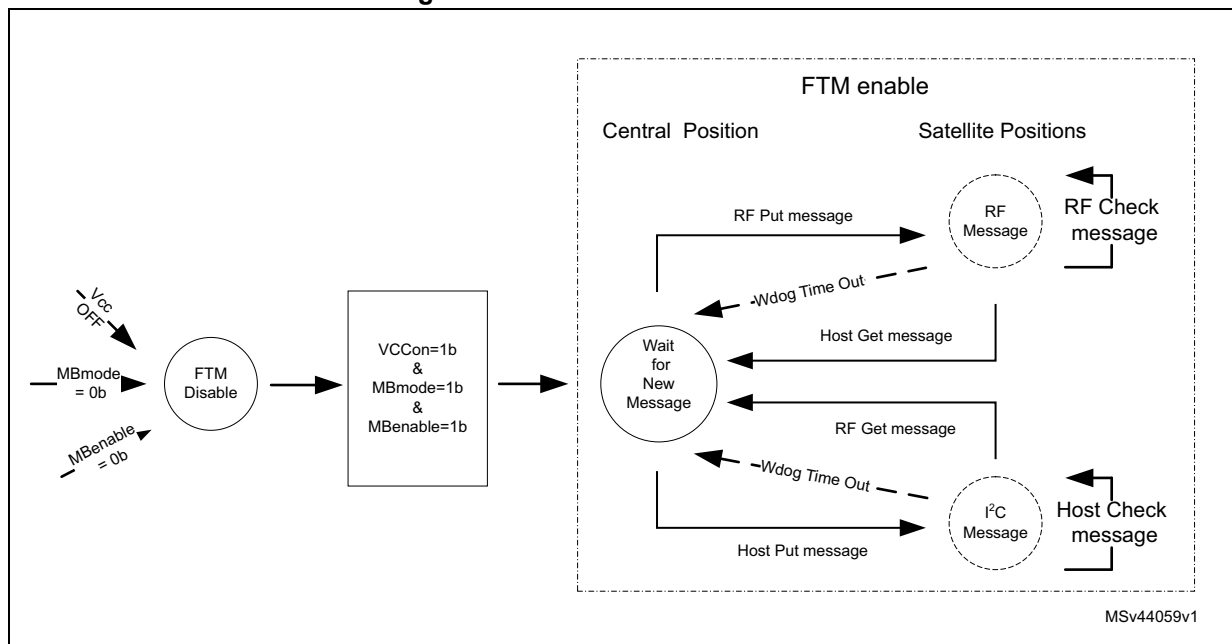 g
FTM enable
Central Position
Satellite Positions
RF Put message
RF
Message
RF Check
message
Wdog Time Out
Host Get message
Vcc
OFF
MBmode
= 0b
MBenable
= 0b
FTM
Disable
VCCon=1b
&
MBmode=1b
&
MBenable=1b
Wait
for
New
Message
RF Get message
Wdog Time Out
I²C
Message
Host Check
message
Host Put message
MSv44059v1